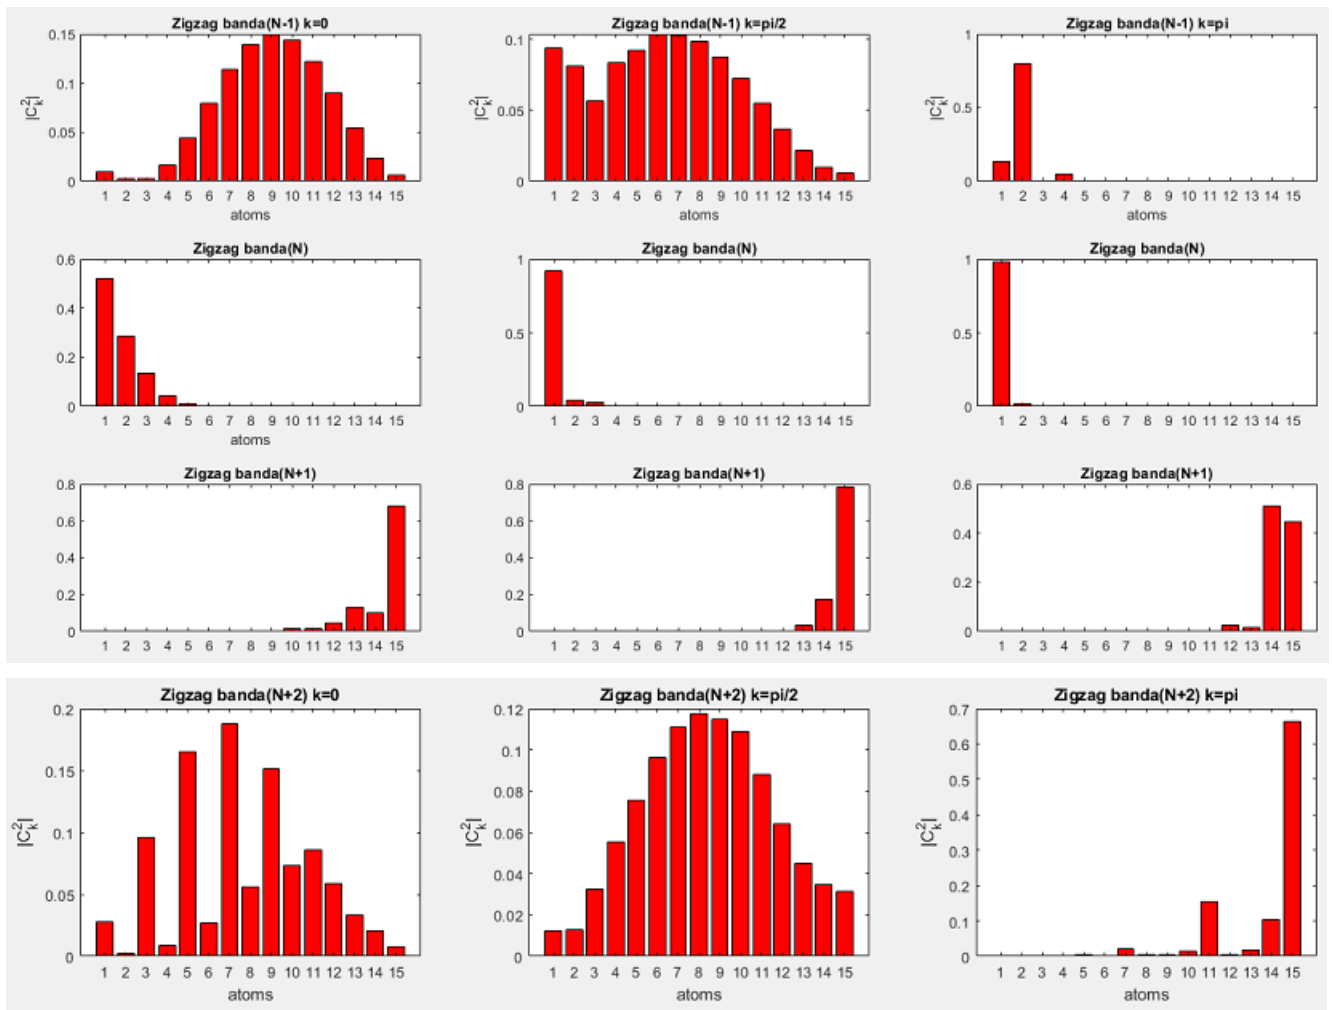 Zigzag banda(N-1) k=0
0.15
0.1
0.05
0
|C_k^2|
1 2 3 4 5 6 7 8 9 10 11 12 13 14 15
atoms
Zigzag banda(N-1) k=pi/2
0.1
0.05
0
|C_k^2|
1 2 3 4 5 6 7 8 9 10 11 12 13 14 15
atoms
Zigzag banda(N-1) k=pi
1
0.5
0
|C_k^2|
1 2 3 4 5 6 7 8 9 10 11 12 13 14 15
atoms
Zigzag banda(N)
0.6
0.4
0.2
0
1 2 3 4 5 6 7 8 9 10 11 12 13 14 15
atoms
Zigzag banda(N)
1
0.5
0
1 2 3 4 5 6 7 8 9 10 11 12 13 14 15
Zigzag banda(N)
1
0.5
0
1 2 3 4 5 6 7 8 9 10 11 12 13 14 15
Zigzag banda(N+1)
0.8
0.6
0.4
0.2
0
1 2 3 4 5 6 7 8 9 10 11 12 13 14 15
Zigzag banda(N+1)
0.8
0.6
0.4
0.2
0
1 2 3 4 5 6 7 8 9 10 11 12 13 14 15
Zigzag banda(N+1)
0.6
0.4
0.2
0
1 2 3 4 5 6 7 8 9 10 11 12 13 14 15
Zigzag banda(N+2) k=0
0.2
0.15
0.1
0.05
0
|C_k^2|
1 2 3 4 5 6 7 8 9 10 11 12 13 14 15
atoms
Zigzag banda(N+2) k=pi/2
0.12
0.1
0.08
0.06
0.04
0.02
0
|C_k^2|
1 2 3 4 5 6 7 8 9 10 11 12 13 14 15
atoms
Zigzag banda(N+2) k=pi
0.7
0.6
0.5
0.4
0.3
0.2
0.1
0
|C_k^2|
1 2 3 4 5 6 7 8 9 10 11 12 13 14 15
atoms